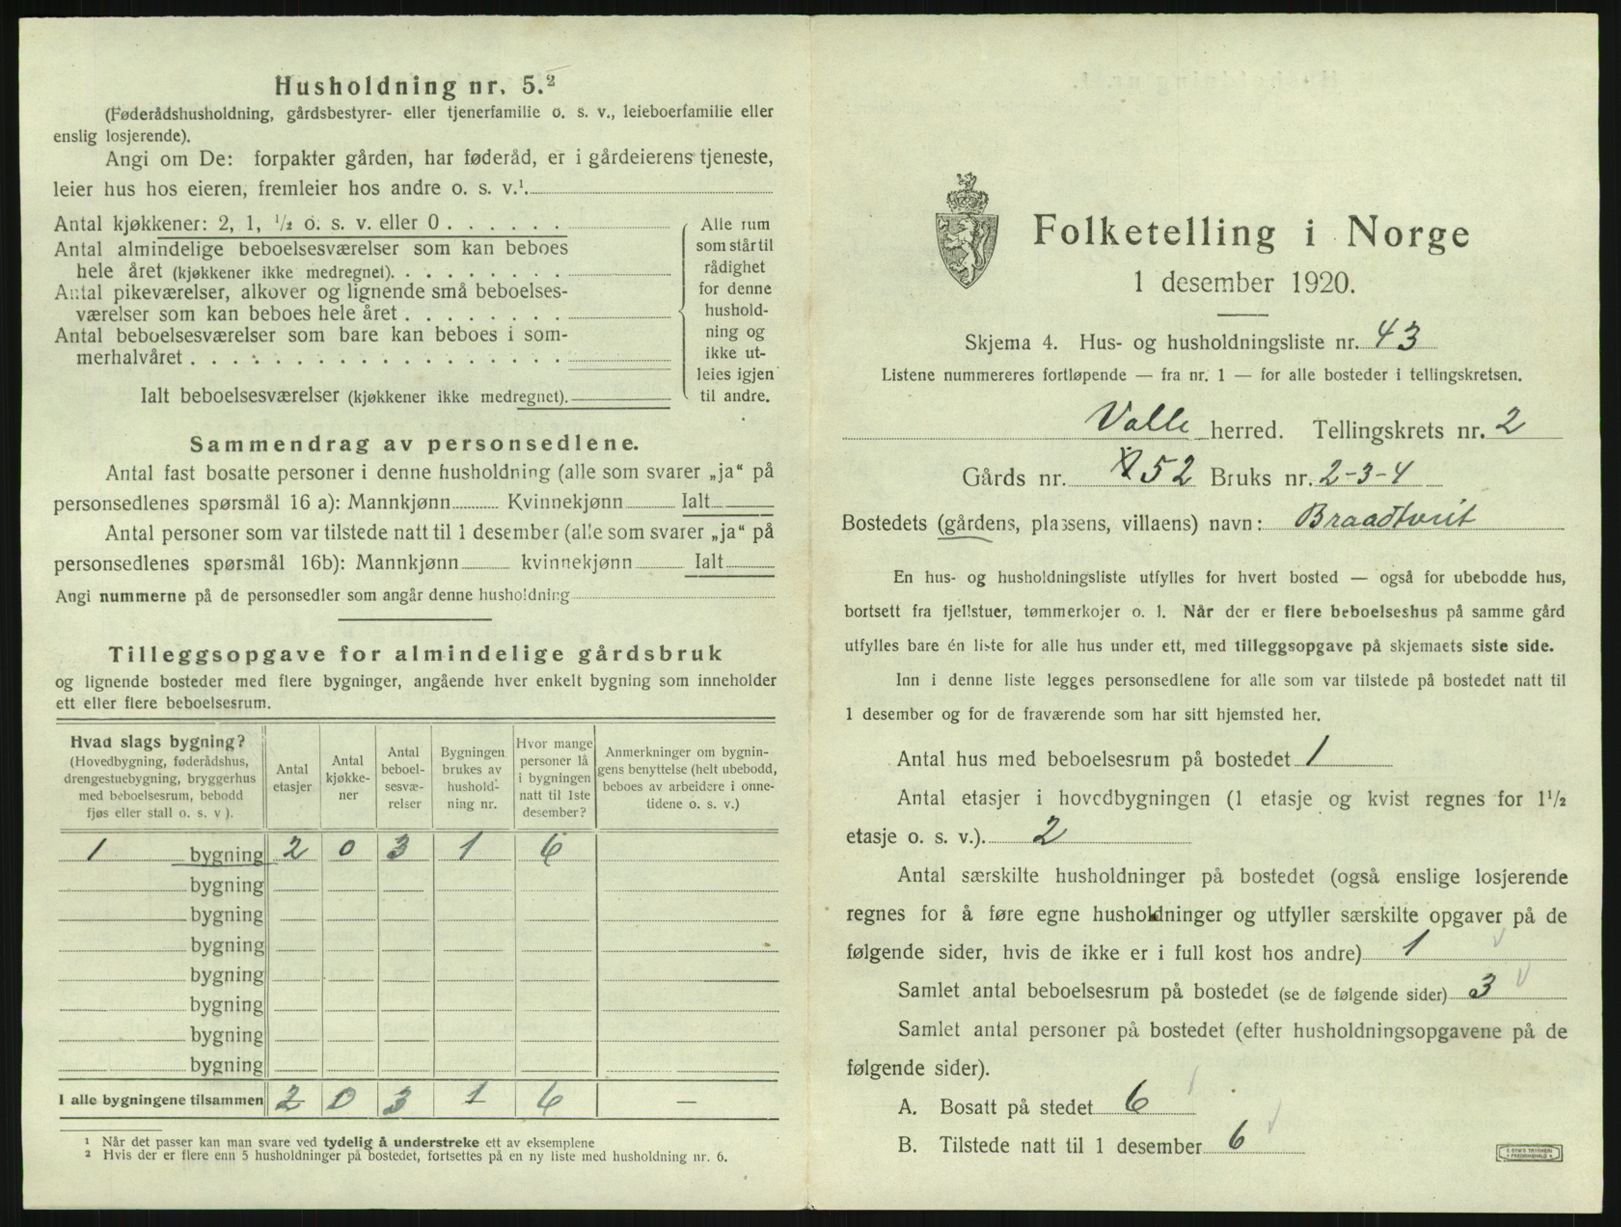 Husholdning nr. 5.²
(Føderådshusholdning, gårdsbestyrer- eller tjenerfamilie o. s. v., leieboerfamilie eller
enslig losjerende).
Angi om De: forpakter gården, har føderåd, er i gårdeierens tjeneste,
leier hus hos eieren, fremleier hos andre o. s. v.¹.
Antal kjøkkener: 2, 1, ½ o. s. v. eller 0 . . . . . .
Antal almindelige beboelsesværelser som kan beboes
hele året (kjøkkener ikke medregnet). . . . . . . . .
Antal pikeværelser, alkover og lignende små beboelses-
værelser som kan beboes hele året . . . . . . . .
Antal beboelsesværelser som bare kan beboes i som-
merhalvåret . . . . . . . . . . . . . . . . . .
Ialt beboelsesværelser (kjøkkener ikke medregnet).
Alle rum
som står til
rådighet
for denne
hushold-
ning og
ikke ut-
leies igjen
til andre.
Sammendrag av personsedlene.
Antal fast bosatte personer i denne husholdning (alle som svarer „ja“ på
personsedlenes spørsmål 16 a): Mannkjønn Kvinnekjønn Ialt
Antal personer som var tilstede natt til 1 desember (alle som svarer „ja“ på
personsedlenes spørsmål 16b): Mannkjønn kvinnekjønn Ialt
Angi nummerne på de personsedler som angår denne husholdning
Tilleggsopgave for almindelige gårdsbruk
og lignende bosteder med flere bygninger, angående hver enkelt bygning som inneholder
ett eller flere beboelsesrum.
Hvad slags bygning?
(Hovedbygning, føderådshus,
drengestuebygning, bryggerhus
med beboelsesrum, bebodd
fjøs eller stall o. s. v ).
Antal
etasjer
Antal
kjøkke-
ner
Antal
beboel-
sesvæ-
relser
Bygningen
brukes av
hushold-
ning nr.
Hvor mange
personer lå
i bygningen
natt til 1ste
desember?
Anmerkninger om bygnin-
gens benyttelse (helt ubebodd,
beboes av arbeidere i onne-
tidene o. s. v.)
1 bygning 2 0 3 1 6
bygning
bygning
bygning
bygning
bygning
bygning
bygning
I alle bygningene tilsammen 2 0 3 1 6 —
¹ Når det passer kan man svare ved tydelig å understreke ett av eksemplene
² Hvis der er flere enn 5 husholdninger på bostedet, fortsettes på en ny liste med husholdning nr. 6.
Folketelling i Norge
1 desember 1920.
Skjema 4. Hus- og husholdningsliste nr. 43
Listene nummereres fortløpende — fra nr. 1 — for alle bosteder i tellingskretsen.
Valle herred. Tellingskrets nr. 2
Gårds nr. 52 Bruks nr. 2-3-4
Bostedets (gårdens, plassens, villaens) navn: Braadtveit
En hus- og husholdningsliste utfylles for hvert bosted — også for ubebodde hus,
bortsett fra fjellstuer, tømmerkojer o. l. Når der er flere beboelseshus på samme gård
utfylles bare én liste for alle hus under ett, med tilleggsopgave på skjemaets siste side.
Inn i denne liste legges personsedlene for alle som var tilstede på bostedet natt til
1 desember og for de fraværende som har sitt hjemsted her.
Antal hus med beboelsesrum på bostedet 1
Antal etasjer i hovedbygningen (1 etasje og kvist regnes for 1½
etasje o. s. v.). 2
Antal særskilte husholdninger på bostedet (også enslige losjerende
regnes for å føre egne husholdninger og utfyller særskilte opgaver på de
følgende sider, hvis de ikke er i full kost hos andre) 1
Samlet antal beboelsesrum på bostedet (se de følgende sider) 3
Samlet antal personer på bostedet (efter husholdningsopgavene på de
følgende sider).
A. Bosatt på stedet 6
B. Tilstede natt til 1 desember 6